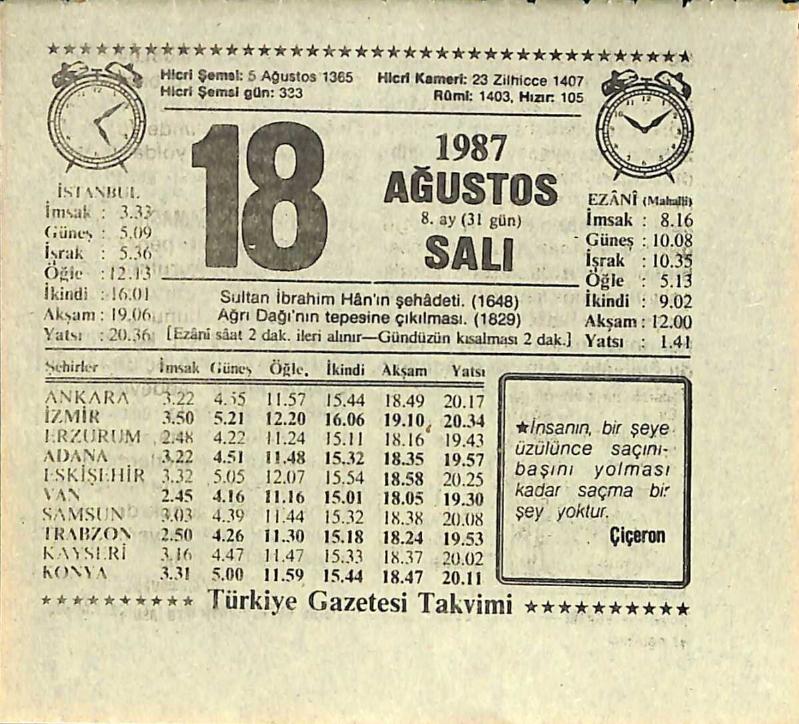 Hicri Şemsi: 5 Ağustos 1365 Hicri Kameri: 23 Zilhicce 1407
Hicri Şemsi gün: 333 Rûmî: 1403, Hızır: 105
18
1987
AĞUSTOS
8. ay (31 gün)
SALI
İSTANBUL
İmsak : 3.33
Güneş : 5.09
İşrak : 5.36
Öğle : 12.13
İkindi : 16.01
Akşam : 19.06
Yatsı : 20.36
EZÂNÎ (Mahalli)
İmsak : 8.16
Güneş : 10.08
İşrak : 10.35
Öğle : 5.13
İkindi : 9.02
Akşam : 12.00
Yatsı : 1.41
Sultan İbrahim Hân'ın şehâdeti. (1648)
Ağrı Dağı'nın tepesine çıkılması. (1829)
[Ezâni sâat 2 dak. ileri alınır—Gündüzün kısalması 2 dak.]
Şehirler İmsak Güneş Öğle İkindi Akşam Yatsı
ANKARA 3.22 4.55 11.57 15.44 18.49 20.17
İZMİR 3.50 5.21 12.20 16.06 19.10 20.34
ERZURUM 2.48 4.22 11.24 15.11 18.16 19.43
ADANA 3.22 4.51 11.48 15.32 18.35 19.57
ESKİŞEHİR 3.32 5.05 12.07 15.54 18.58 20.25
VAN 2.45 4.16 11.16 15.01 18.05 19.30
SAMSUN 3.03 4.39 11.44 15.32 18.38 20.08
TRABZON 2.50 4.26 11.30 15.18 18.24 19.53
KAYSERİ 3.16 4.47 11.47 15.33 18.37 20.02
KONYA 3.31 5.00 11.59 15.44 18.47 20.11
★İnsanın, bir şeye
üzülünce saçını-
başını yolması
kadar saçma bir
şey yoktur.
Çiçeron
Türkiye Gazetesi Takvimi